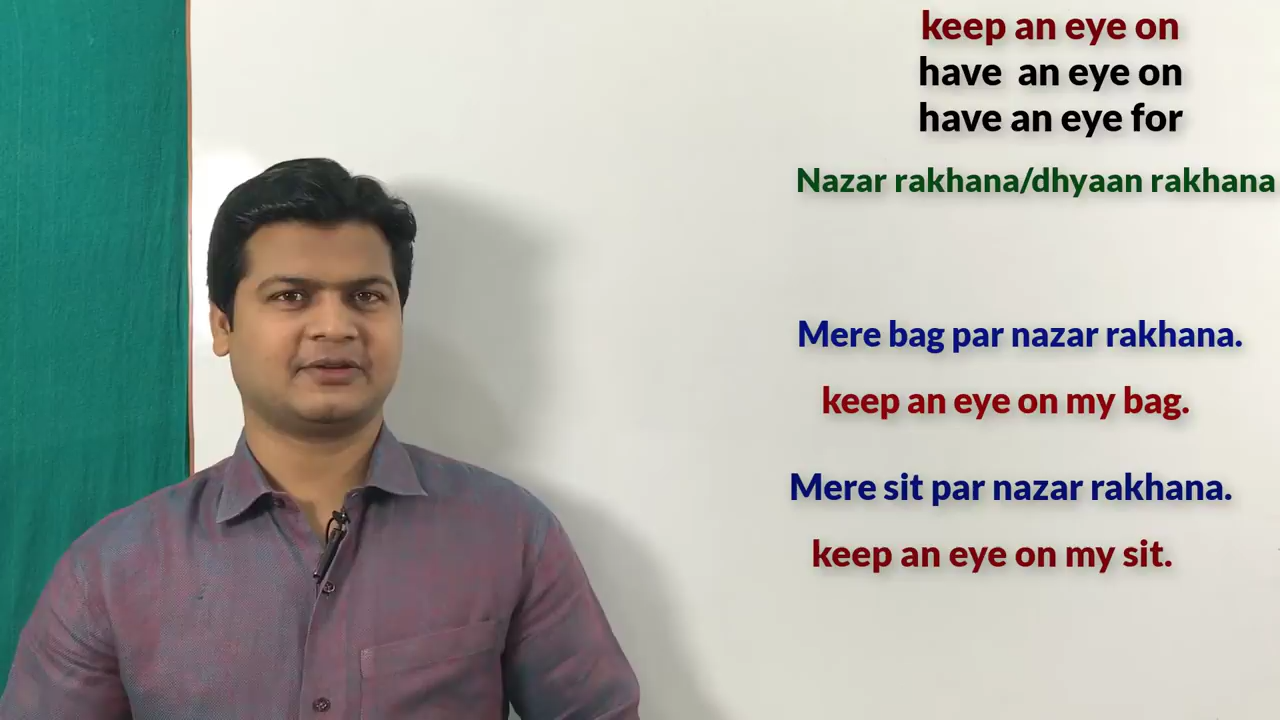 keep an eye on
have an eye on
have an eye for
Nazar rakhana/dhyaan rakhana
Mere bag par nazar rakhana.
keep an eye on my bag.
Mere sit par nazar rakhana.
keep an eye on my sit.